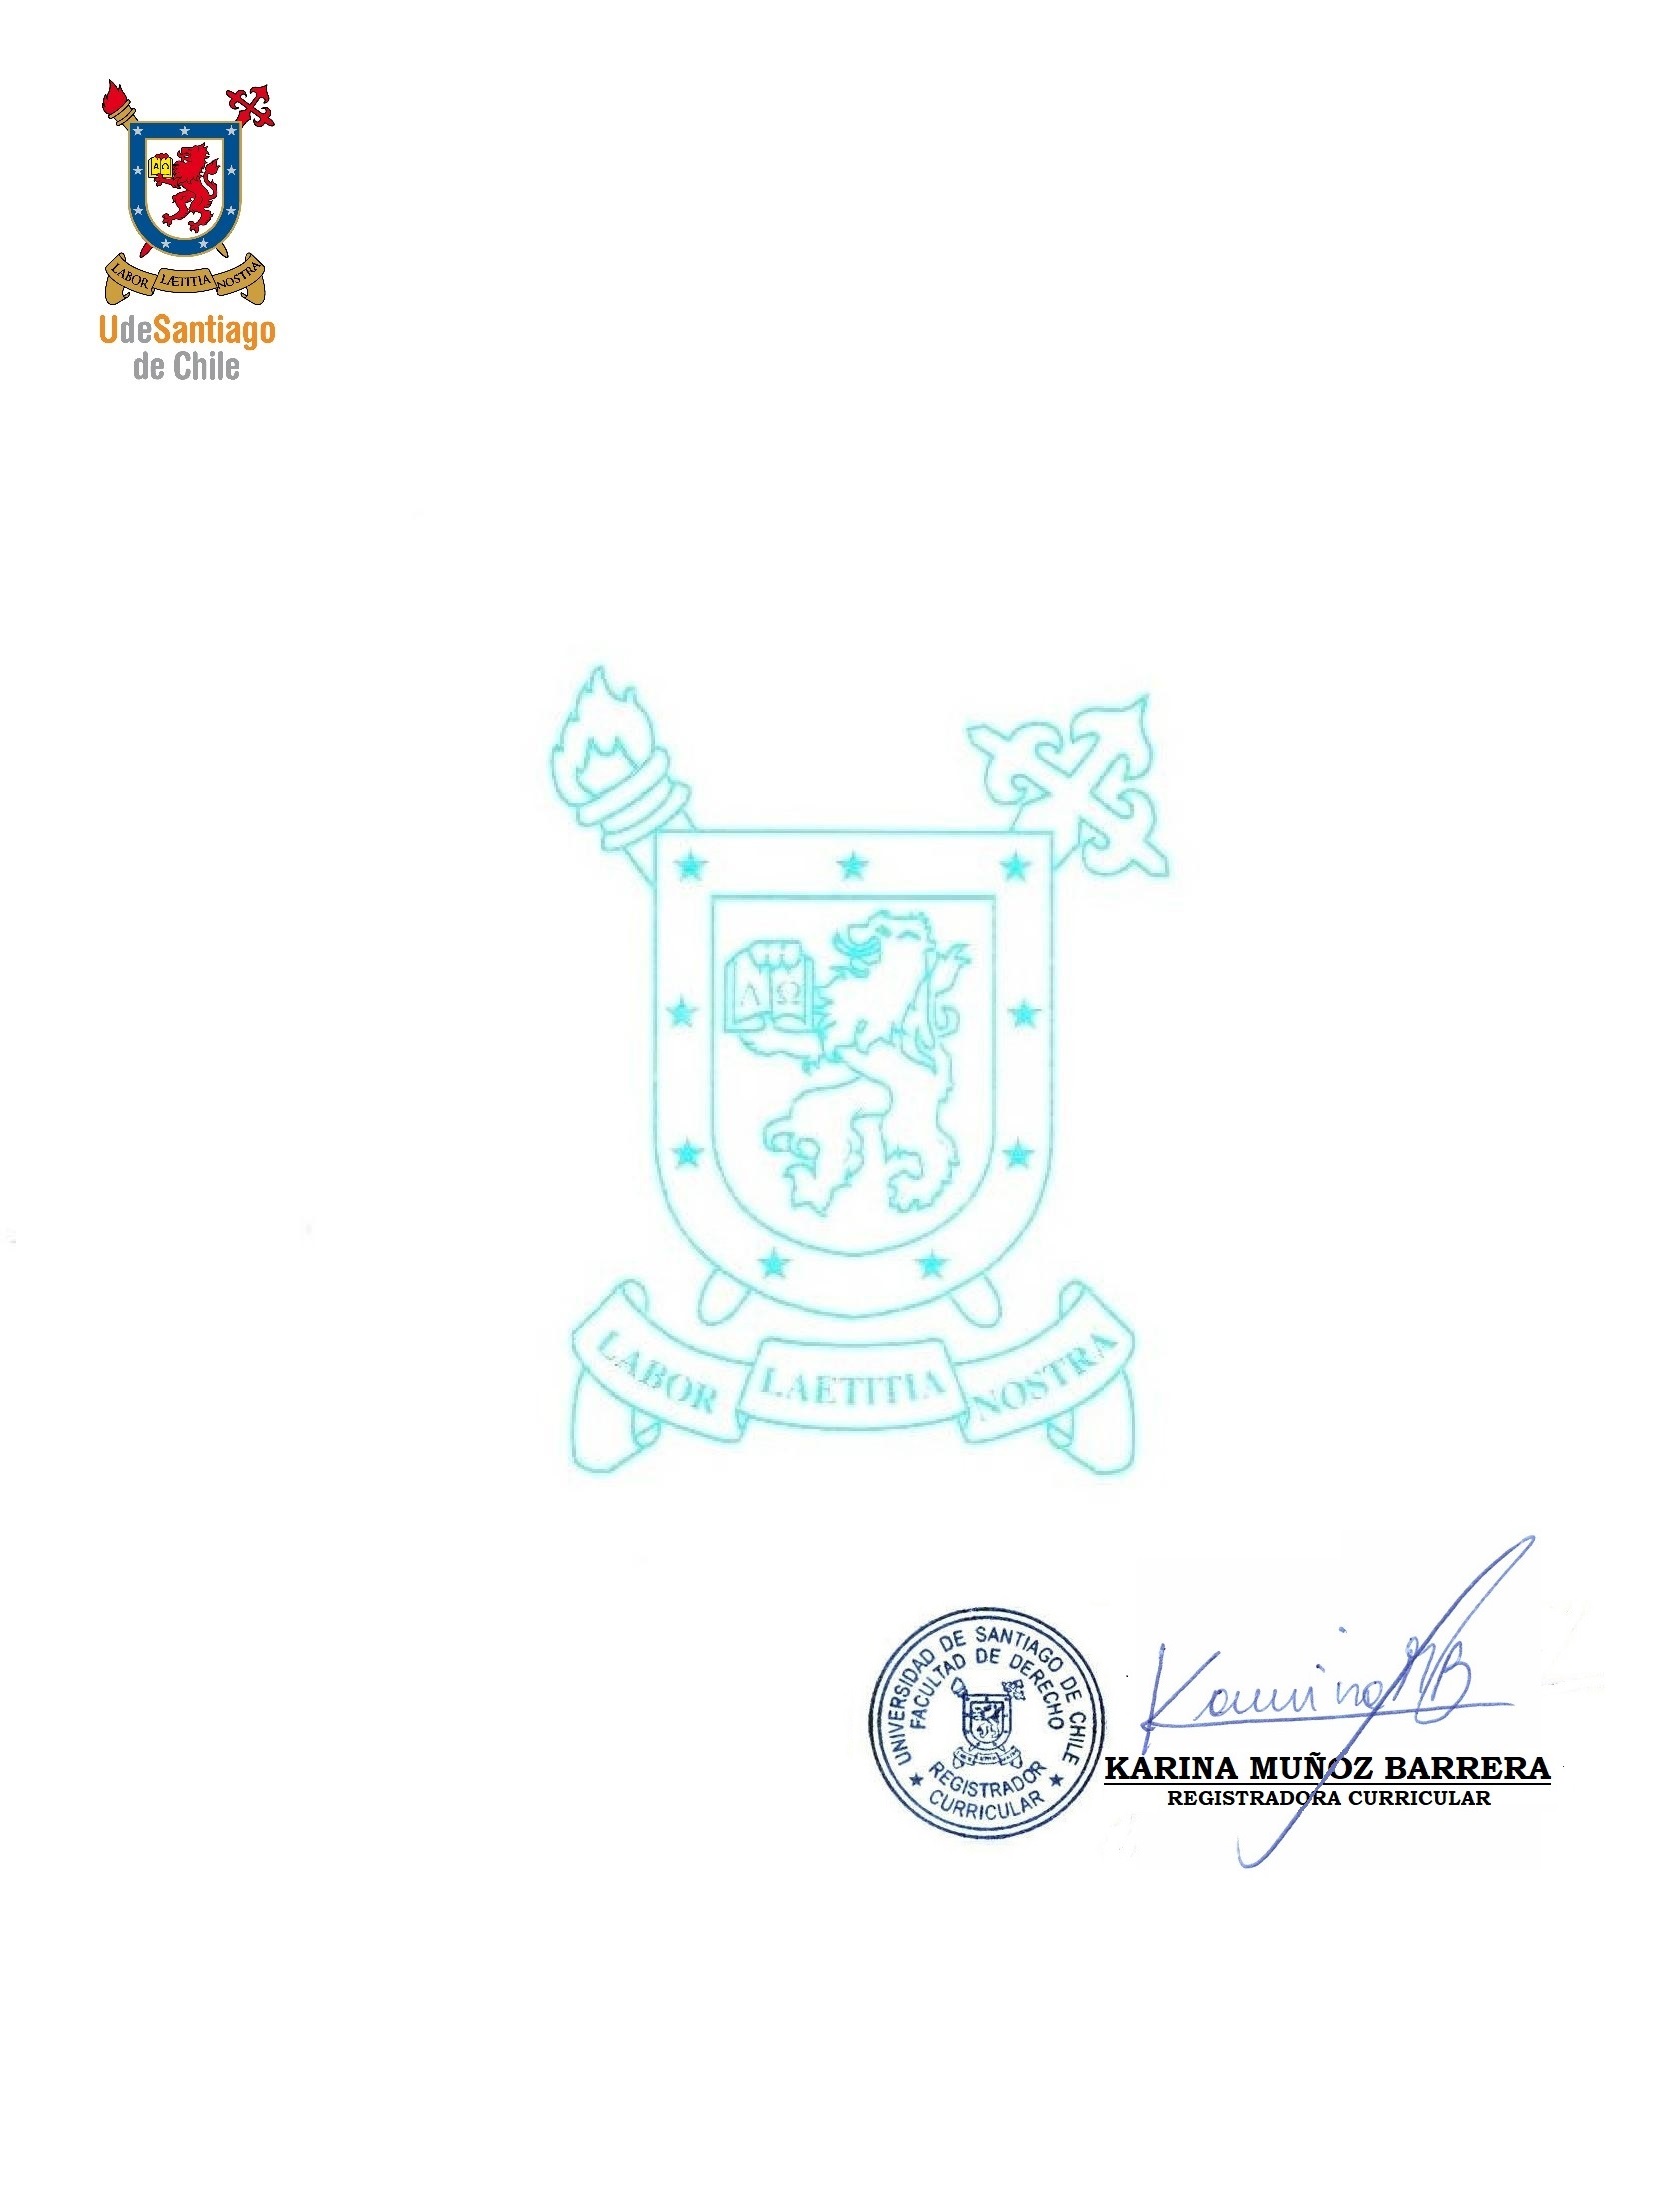 LABOR LÆTITIA NOSTRA
UdeSantiago
de Chile
Α Ω
LABOR LAETITIA NOSTRA
UNIVERSIDAD DE SANTIAGO DE CHILE
FACULTAD DE DERECHO
REGISTRADOR
CURRICULAR
Karina MB
KARINA MUÑOZ BARRERA
REGISTRADORA CURRICULAR